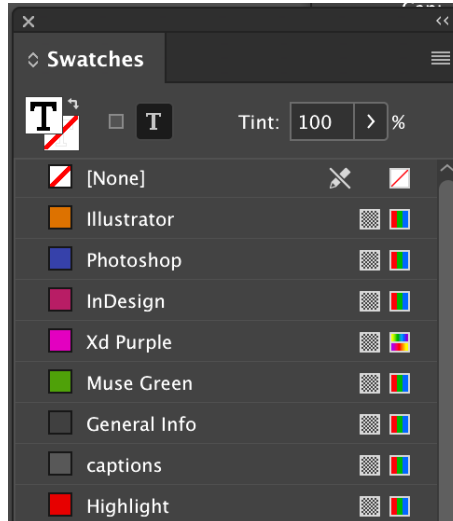 Swatches
T T Tint: 100 %
[None]
Illustrator
Photoshop
InDesign
Xd Purple
Muse Green
General Info
captions
Highlight